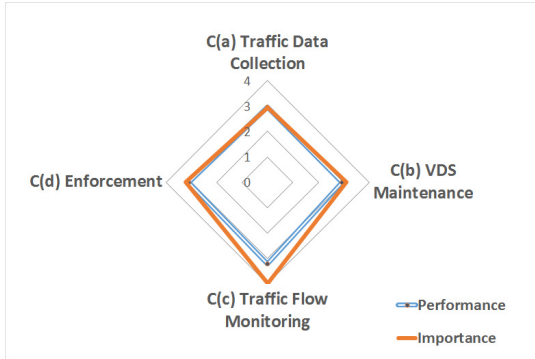 C(a) Traffic Data
Collection
4
3
2
1
0
C(b) VDS
Maintenance
C(d) Enforcement
C(c) Traffic Flow
Monitoring
Performance
Importance